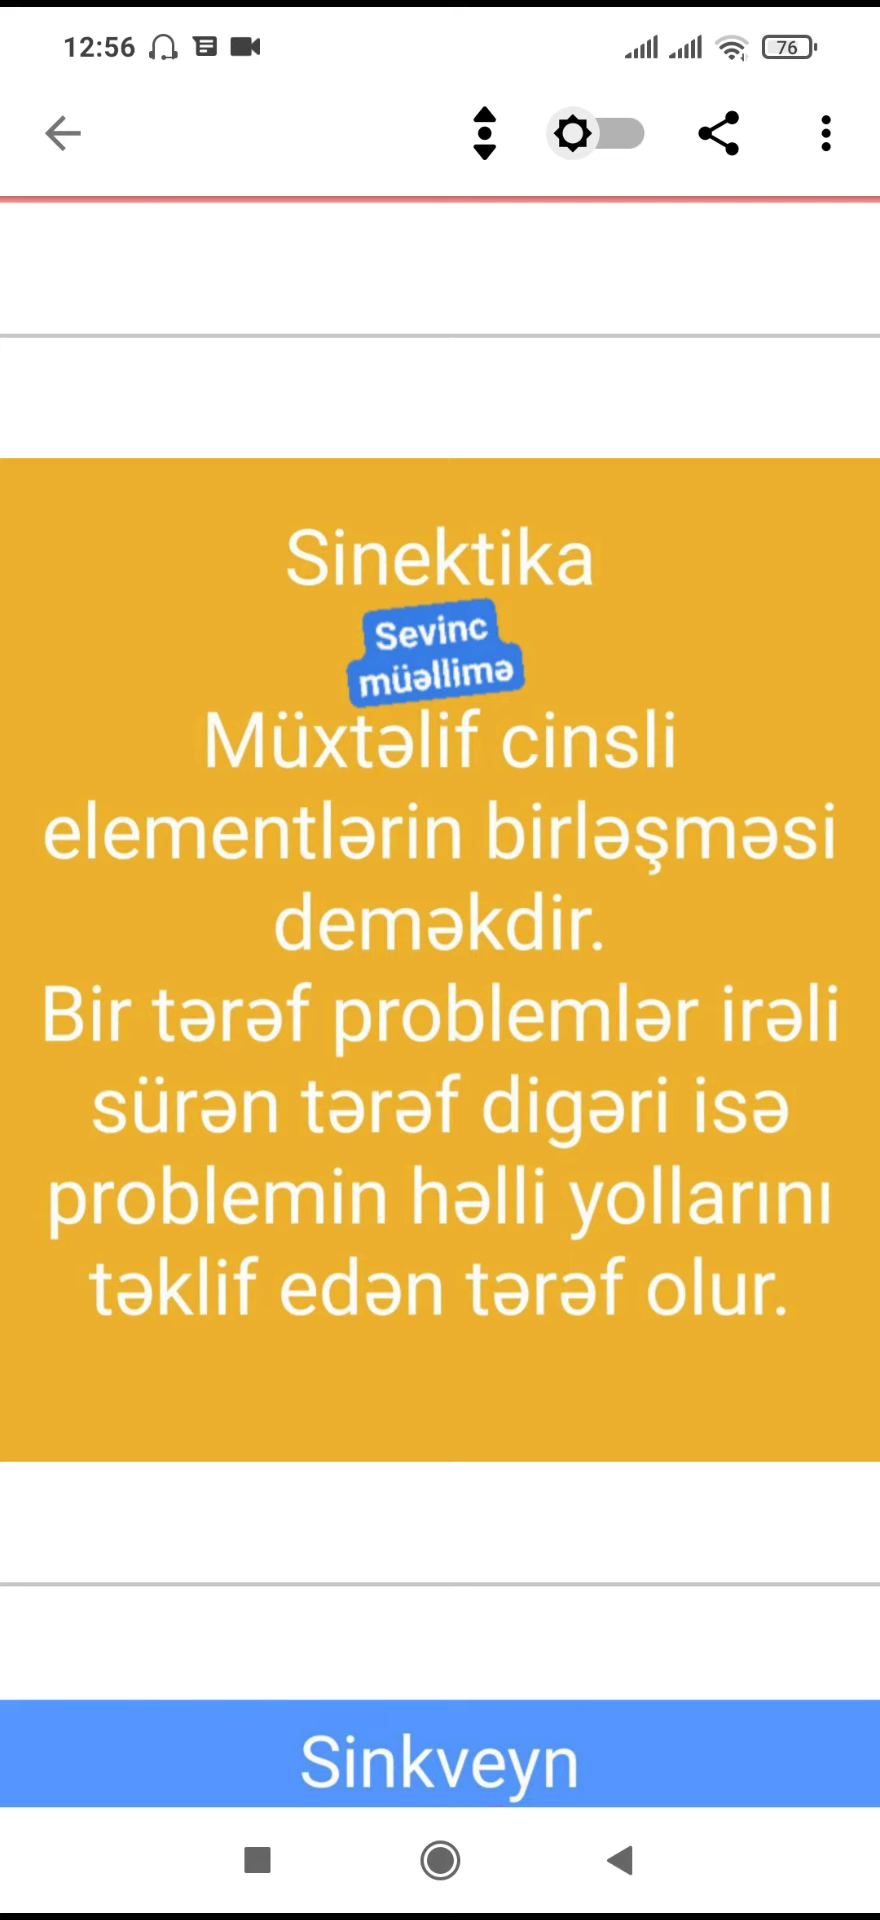 12:56
76
Sinektika
Sevinc
müəllimə
Müxtəlif cinsli
elementlərin birləşməsi
deməkdir.
Bir tərəf problemlər irəli
sürən tərəf digəri isə
problemin həlli yollarını
təklif edən tərəf olur.
Sinkveyn